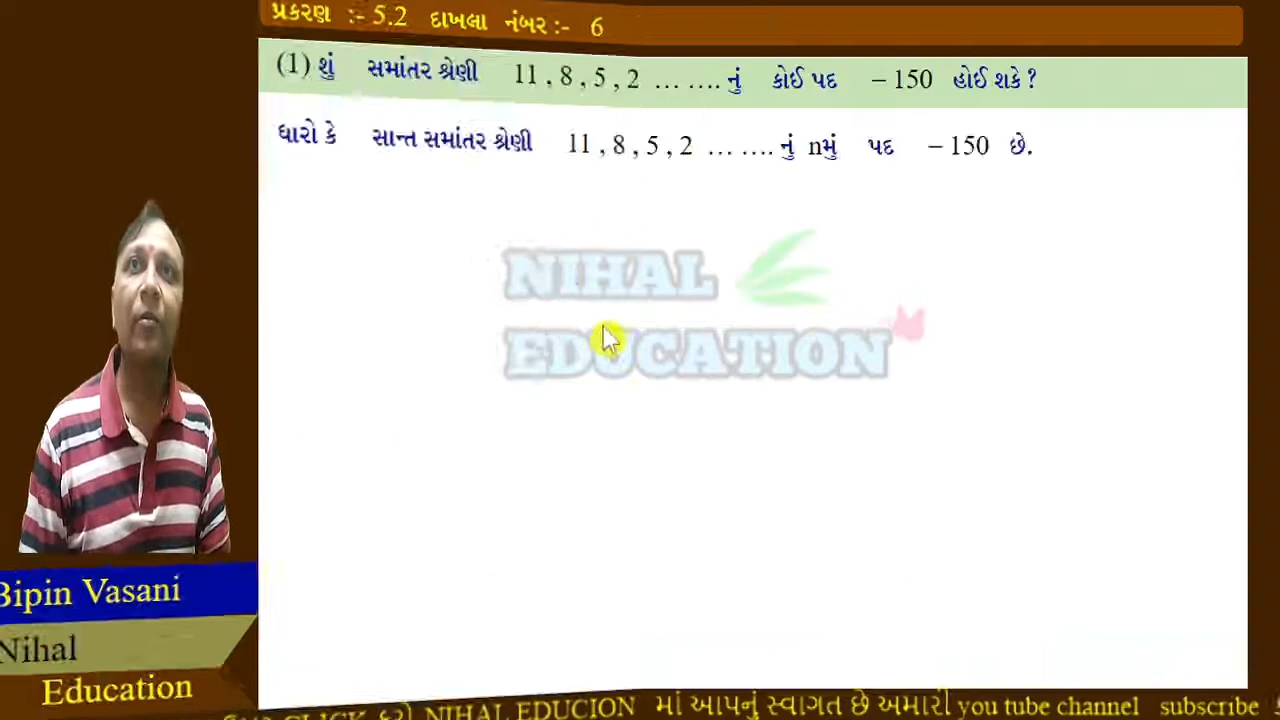 પ્રકરણ :- 5.2 દાખલા નંબર :- 6
(1) શું સમાંતર શ્રેણી 11 , 8 , 5 , 2 ... .... નું કોઈ પદ – 150 હોઈ શકે ?
ધારો કે સાન્ત સમાંતર શ્રેણી 11 , 8 , 5 , 2 ... .... નું nમું પદ – 150 છે.
NIHAL
EDUCATION
Bipin Vasani
Nihal
Education
CLICK કરો NIHAL EDUCION માં આપનું સ્વાગત છે અમારી you tube channel subscribe